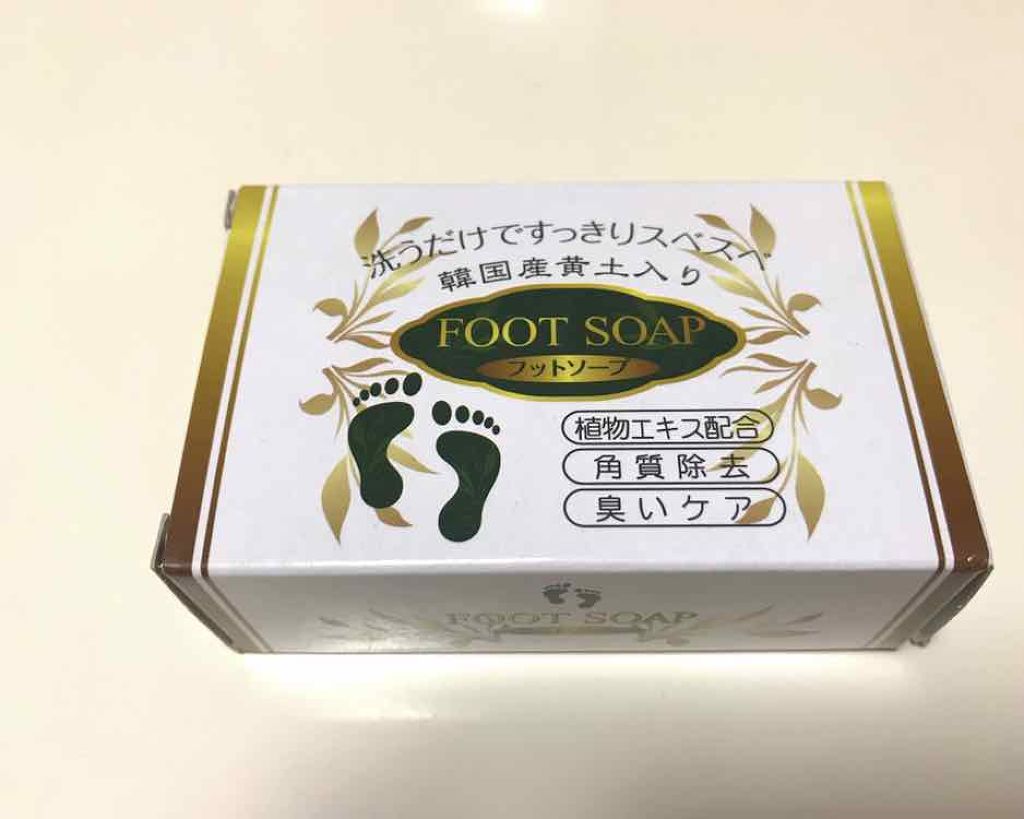 洗うだけですっきりスベスベ
韓国産黄土入り
FOOT SOAP
フットソープ
植物エキス配合
角質除去
臭いケア
FOOT SOAP